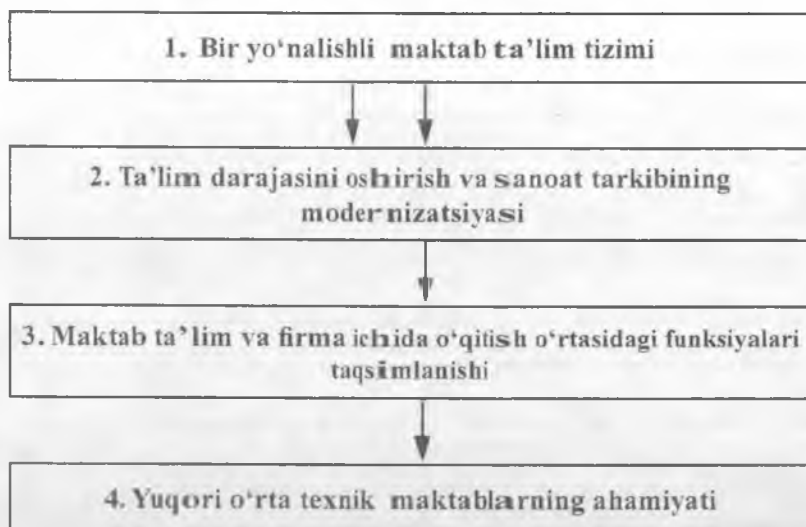 1. Bir yo‘nalishli maktab ta’lim tizimi
2. Ta’lim darajasini oshirish va sanoat tarkibining
modernizatsiyasi
3. Maktab ta’lim va firma ichida o‘qitish o‘rtasidagi funksiyalari
taqsimlanishi
4. Yuqori o‘rta texnik maktablarning ahamiyati